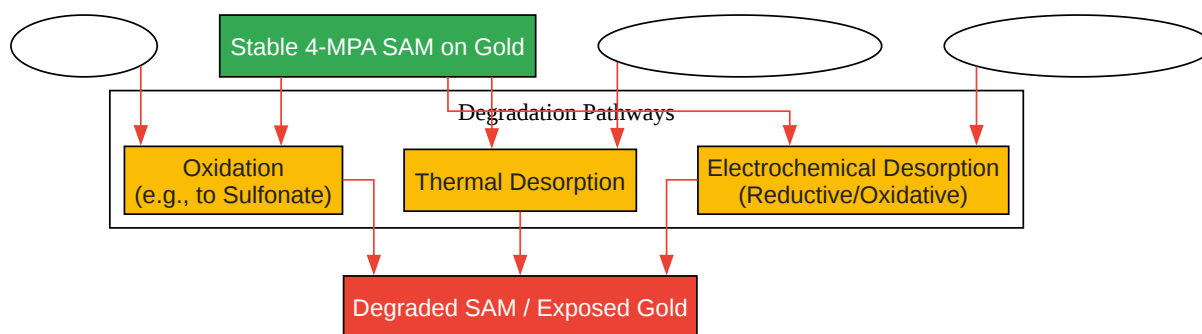 Stable 4-MPA SAM on Gold
Degradation Pathways
Oxidation
(e.g., to Sulfonate)
Thermal Desorption
Electrochemical Desorption
(Reductive/Oxidative)
Degraded SAM / Exposed Gold